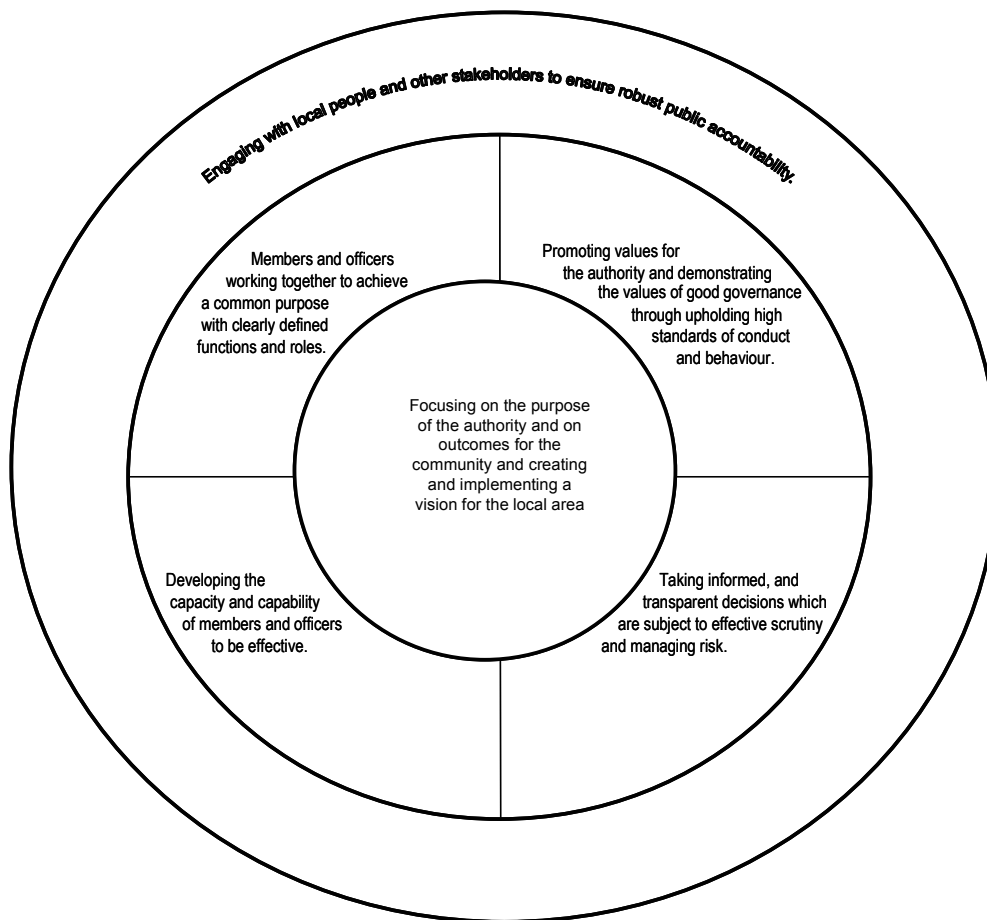 Engaging with local people and other stakeholders to ensure robust public accountability.
Members and officers
working together to achieve
a common purpose
with clearly defined
functions and roles.
Promoting values for
the authority and demonstrating
the values of good governance
through upholding high
standards of conduct
and behaviour.
Focusing on the purpose
of the authority and on
outcomes for the
community and creating
and implementing a
vision for the local area
Developing the
capacity and capability
of members and officers
to be effective.
Taking informed, and
transparent decisions which
are subject to effective scrutiny
and managing risk.